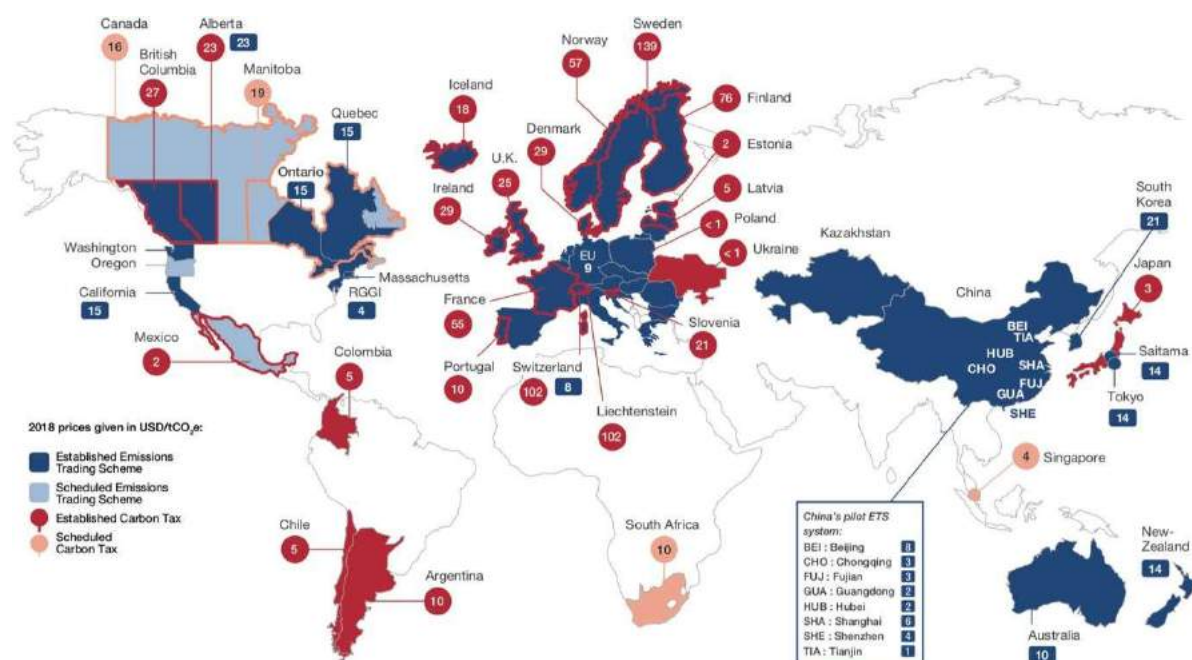 Canada
16
Alberta
23
23
British
Columbia
27
Manitoba
19
Quebec
15
Ontario
15
Washington
Oregon
California
15
Massachusetts
RGGI
4
Mexico
2
Colombia
5
Chile
5
Argentina
10
Iceland
18
Norway
57
Sweden
139
Finland
76
Denmark
29
Estonia
2
U.K.
25
Latvia
5
Ireland
29
Poland
< 1
Ukraine
< 1
EU
9
France
55
Slovenia
21
Portugal
10
Switzerland
102
8
Liechtenstein
102
South Africa
10
Kazakhstan
China
BEI
TIA
HUB
CHO
SHA
FUJ
GUA
SHE
South
Korea
21
Japan
3
Saitama
14
Tokyo
14
4
Singapore
New-
Zealand
14
Australia
10
2018 prices given in USD/tCO₂e:
Established Emissions
Trading Scheme
Scheduled Emissions
Trading Scheme
Established Carbon Tax
Scheduled
Carbon Tax
China's pilot ETS
system:
BEI : Beijing 8
CHO : Chongqing 3
FUJ : Fujian 3
GUA : Guangdong 2
HUB : Hubei 2
SHA : Shanghai 6
SHE : Shenzhen 4
TIA : Tianjin 1